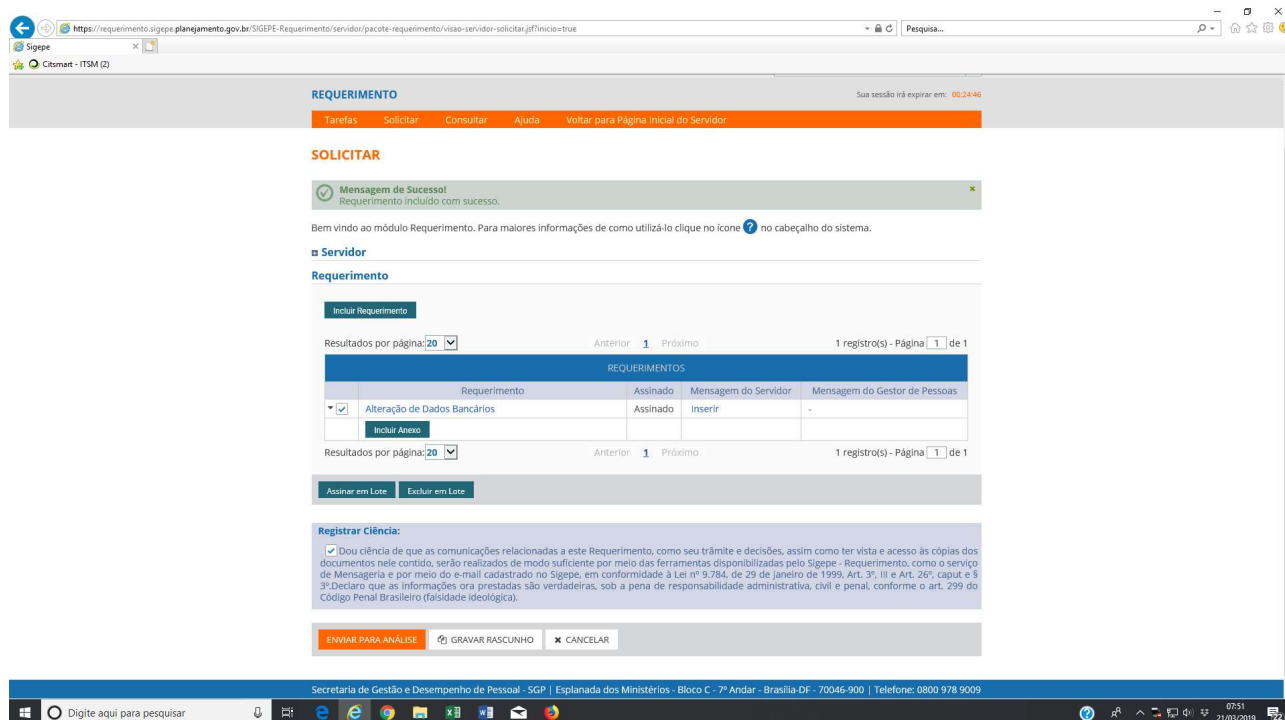 https://requerimento.sigepe.planejamento.gov.br/SIGEPE-Requerimento/servidor/pacote-requerimento/visao-servidor-solicitar.jsf?inicio=true
Pesquisa...
Sigepe
Citsmart - ITSM (2)
REQUERIMENTO
Sua sessão irá expirar em: 00:24:46
Tarefas Solicitar Consultar Ajuda Voltar para Página Inicial do Servidor
SOLICITAR
Mensagem de Sucesso!
Requerimento incluído com sucesso.
Bem vindo ao módulo Requerimento. Para maiores informações de como utilizá-lo clique no ícone ? no cabeçalho do sistema.
Servidor
Requerimento
Incluir Requerimento
Resultados por página: 20 Anterior 1 Próximo 1 registro(s) - Página 1 de 1
REQUERIMENTOS
Requerimento Assinado Mensagem do Servidor Mensagem do Gestor de Pessoas
Alteração de Dados Bancários Assinado Inserir -
Incluir Anexo
Resultados por página: 20 Anterior 1 Próximo 1 registro(s) - Página 1 de 1
Assinar em Lote Excluir em Lote
Registrar Ciência:
Dou ciência de que as comunicações relacionadas a este Requerimento, como seu trâmite e decisões, assim como ter vista e acesso às cópias dos
documentos nele contido, serão realizados de modo suficiente por meio das ferramentas disponibilizadas pelo Sigepe - Requerimento, como o serviço
de Mensageria e por meio do e-mail cadastrado no Sigepe, em conformidade à Lei nº 9.784, de 29 de janeiro de 1999, Art. 3º, III e Art. 26º, caput e §
3º.Declaro que as informações ora prestadas são verdadeiras, sob a pena de responsabilidade administrativa, civil e penal, conforme o art. 299 do
Código Penal Brasileiro (falsidade ideológica).
ENVIAR PARA ANÁLISE GRAVAR RASCUNHO CANCELAR
Secretaria de Gestão e Desempenho de Pessoal - SGP | Esplanada dos Ministérios - Bloco C - 7º Andar - Brasília-DF - 70046-900 | Telefone: 0800 978 9009
Digite aqui para pesquisar
07:51
21/03/2019